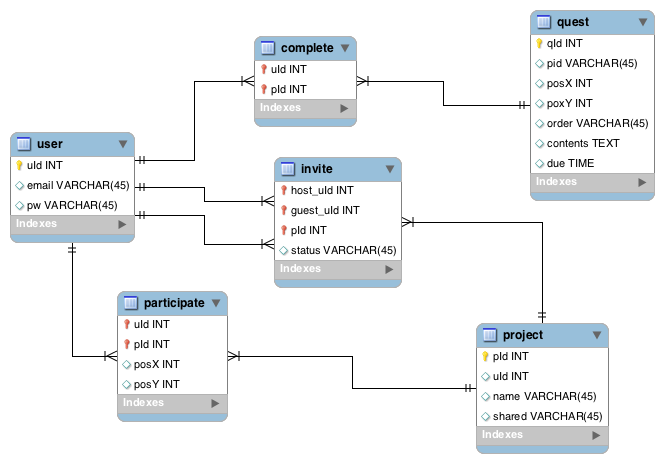 quest
qId INT
pid VARCHAR(45)
posX INT
poxY INT
order VARCHAR(45)
contents TEXT
due TIME
Indexes
complete
uId INT
pId INT
Indexes
user
uId INT
email VARCHAR(45)
pw VARCHAR(45)
Indexes
invite
host_uId INT
guest_uId INT
pId INT
status VARCHAR(45)
Indexes
participate
uId INT
pId INT
posX INT
posY INT
Indexes
project
pId INT
uId INT
name VARCHAR(45)
shared VARCHAR(45)
Indexes